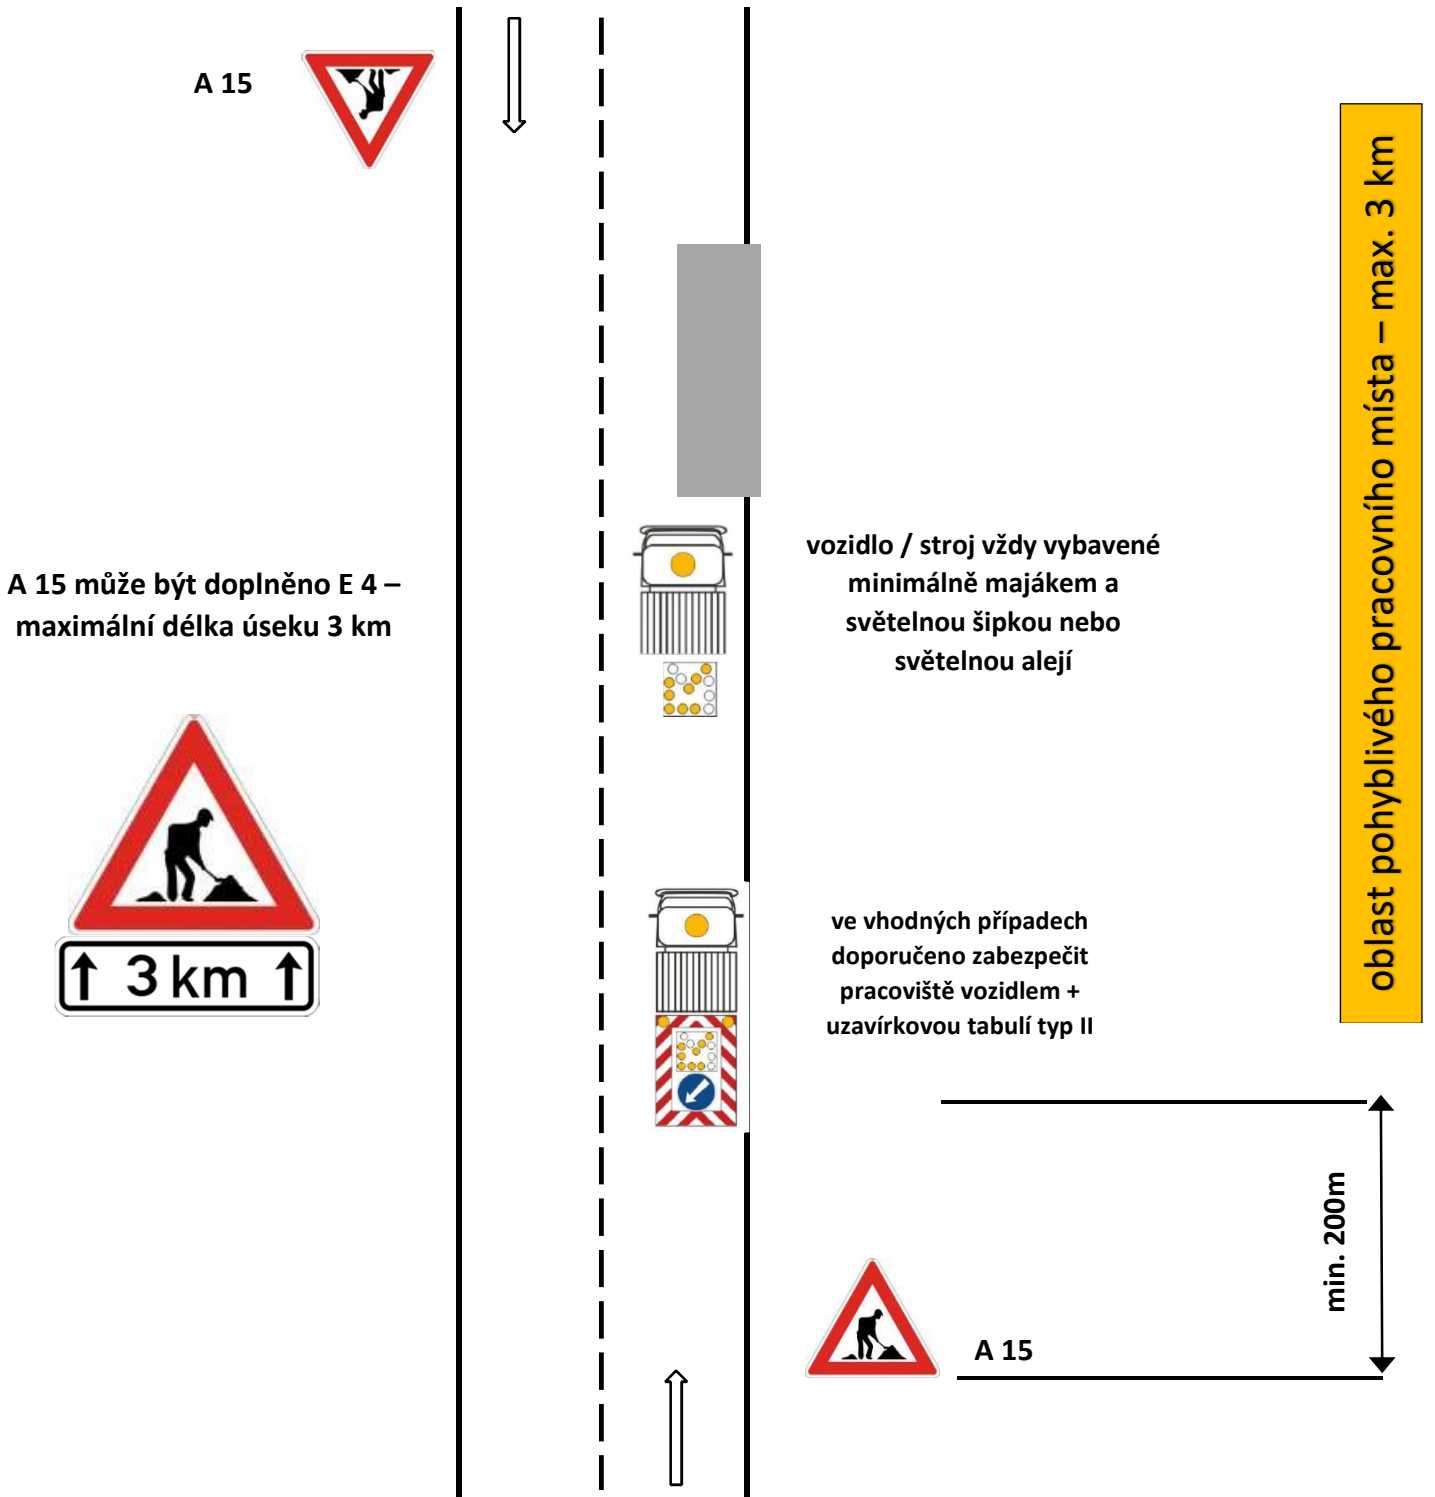 A 15
oblast pohyblivého pracovního místa – max. 3 km
A 15 může být doplněno E 4 –
maximální délka úseku 3 km
vozidlo / stroj vždy vybavené
minimálně majákem a
světelnou šipkou nebo
světelnou alejí
3 km
ve vhodných případech
doporučeno zabezpečit
pracoviště vozidlem +
uzavírkovou tabulí typ II
min. 200m
A 15